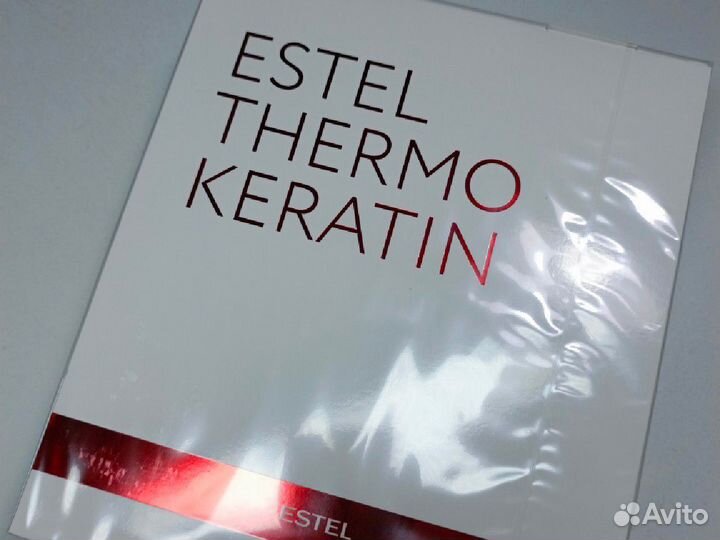 ESTEL
THERMO
KERATIN
ESTEL
Avito